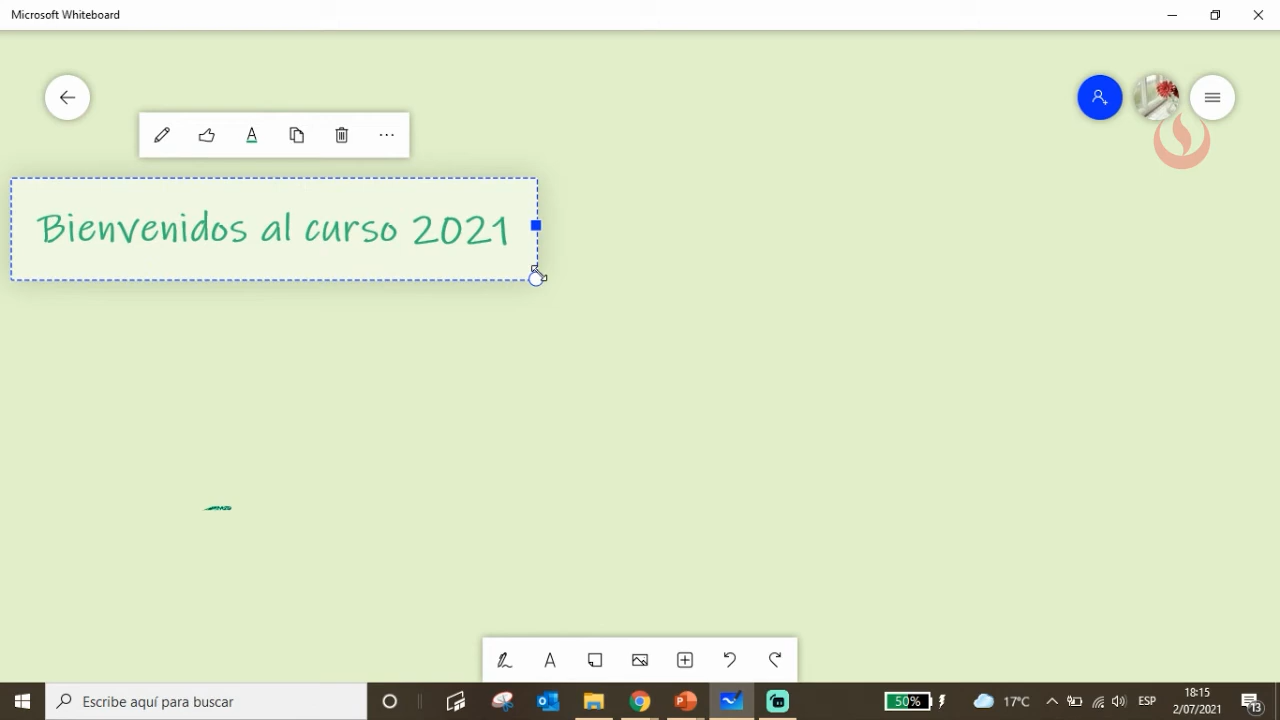 Microsoft Whiteboard
A
Bienvenidos al curso 2021
A
Escribe aquí para buscar
50%
17°C
ESP
18:15
2/07/2021
13